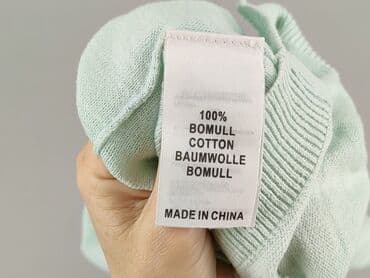 100%
BOMULL
COTTON
BAUMWOLLE
BOMULL
MADE IN CHINA